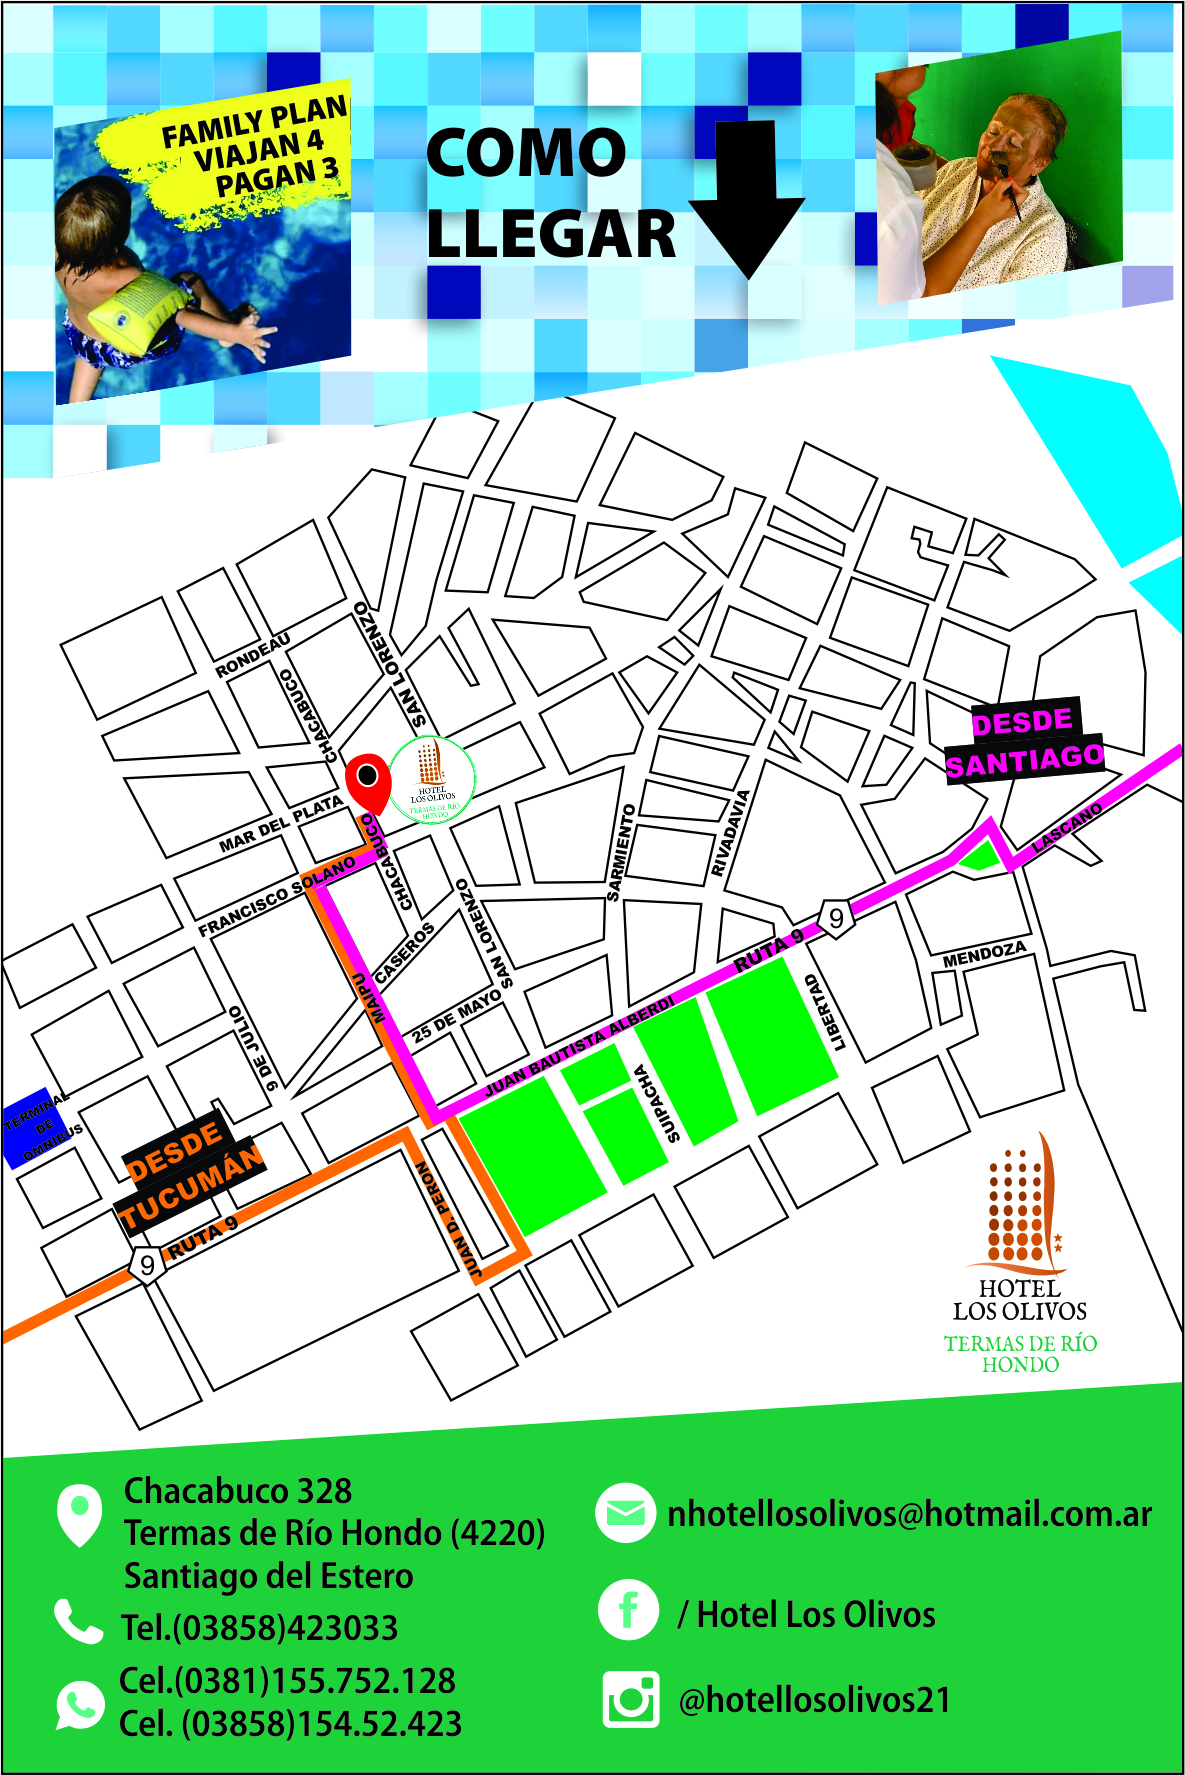 FAMILY PLAN
VIAJAN 4
PAGAN 3
COMO
LLEGAR
SAN LORENZO
RONDEAU
CHACABUCO
SAN LORENZO
CHACABUCO
DESDE
SANTIAGO
HOTEL
LOS OLIVOS
TERMAS DE RÍO
HONDO
MAR DEL PLATA
CHACABUCO
SARMIENTO
RIVADAVIA
LASCANO
FRANCISCO SOLANO
CHACABUCO
SAN LORENZO
9
RUTA 9
CASEROS
MAIPU
MENDOZA
LIBERTAD
25 DE MAYO
9 DE JULIO
JUAN BAUTISTA ALBERDI
SUIPACHA
TERMINAL
DE
OMNIBUS
DESDE
TUCUMÁN
RUTA 9
9
JUAN D. PERON
HOTEL
LOS OLIVOS
TERMAS DE RÍO
HONDO
Chacabuco 328
Termas de Río Hondo (4220)
Santiago del Estero
Tel.(03858)423033
Cel.(0381)155.752.128
Cel. (03858)154.52.423
nhotellosolivos@hotmail.com.ar
/ Hotel Los Olivos
@hotellosolivos21